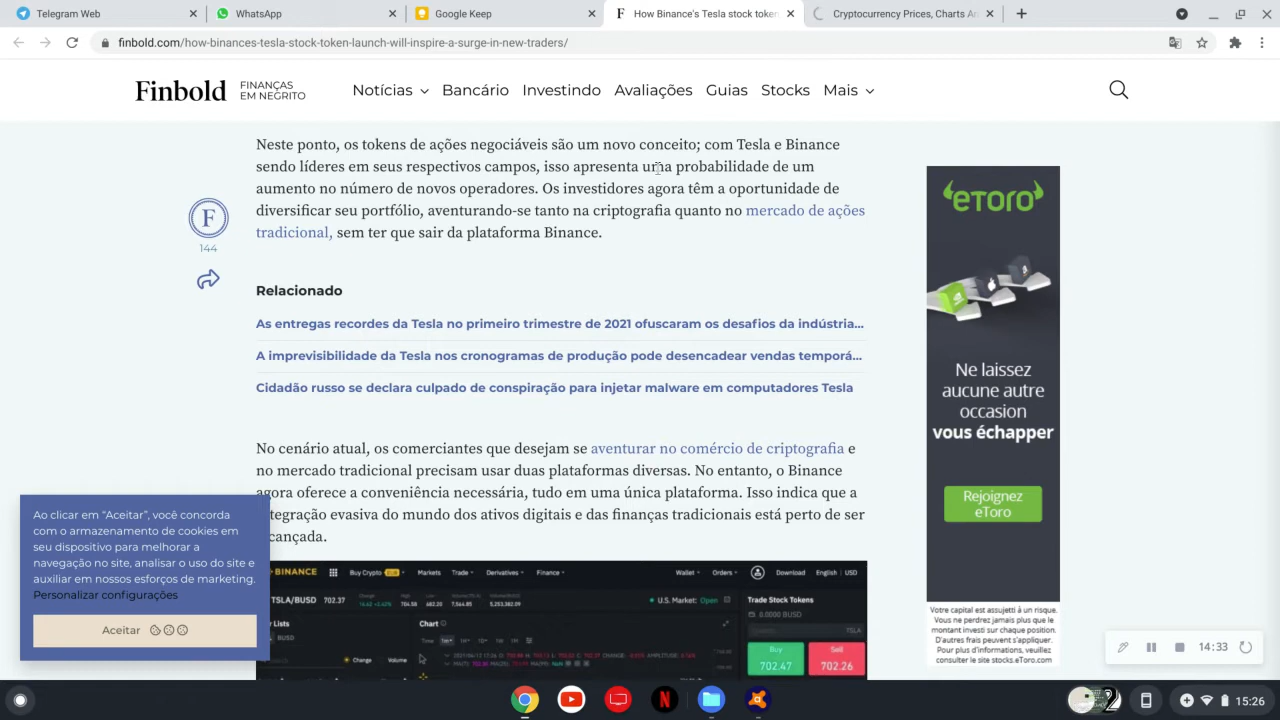 Telegram Web
WhatsApp
Google Keep
How Binance's Tesla stock token
Cryptocurrency Prices, Charts A
finbold.com/how-binances-tesla-stock-token-launch-will-inspire-a-surge-in-new-traders/
Finbold
FINANÇAS
EM NEGRITO
Notícias
Bancário
Investindo
Avaliações
Guias
Stocks
Mais
Neste ponto, os tokens de ações negociáveis são um novo conceito; com Tesla e Binance
sendo líderes em seus respectivos campos, isso apresenta uma probabilidade de um
aumento no número de novos operadores. Os investidores agora têm a oportunidade de
diversificar seu portfólio, aventurando-se tanto na criptografia quanto no mercado de ações
tradicional, sem ter que sair da plataforma Binance.
F
144
Relacionado
As entregas recordes da Tesla no primeiro trimestre de 2021 ofuscaram os desafios da indústria...
A imprevisibilidade da Tesla nos cronogramas de produção pode desencadear vendas temporá...
Cidadão russo se declara culpado de conspiração para injetar malware em computadores Tesla
No cenário atual, os comerciantes que desejam se aventurar no comércio de criptografia e
no mercado tradicional precisam usar duas plataformas diversas. No entanto, o Binance
agora oferece a conveniência necessária, tudo em uma única plataforma. Isso indica que a
egração evasiva do mundo dos ativos digitais e das finanças tradicionais está perto de ser
cançada.
Ao clicar em “Aceitar”, você concorda
com o armazenamento de cookies em
seu dispositivo para melhorar a
navegação no site, analisar o uso do site e
auxiliar em nossos esforços de marketing.
Personalizar configurações
Aceitar
BINANCE
Buy Crypto
Markets
Trade
Derivatives
Finance
Wallet
Orders
Download
English
USD
TSLA/BUSD
702.37
U.S. Market: Open
Trade Stock Tokens
0.0000 BUSD
Lists
Chart
BUSD
TSLA
Change
Volume
Time
Buy
702.47
Sell
702.26
eToro
Ne laissez
aucune autre
occasion
vous échapper
Rejoignez
eToro
Votre capital est assujetti à un risque.
Vous ne perdrez jamais plus que le
montant investi sur chaque position.
D'autres frais peuvent s'appliquer.
Pour plus d'informations, veuillez
consulter le site stocks.eToro.com
14:33
2
15:26